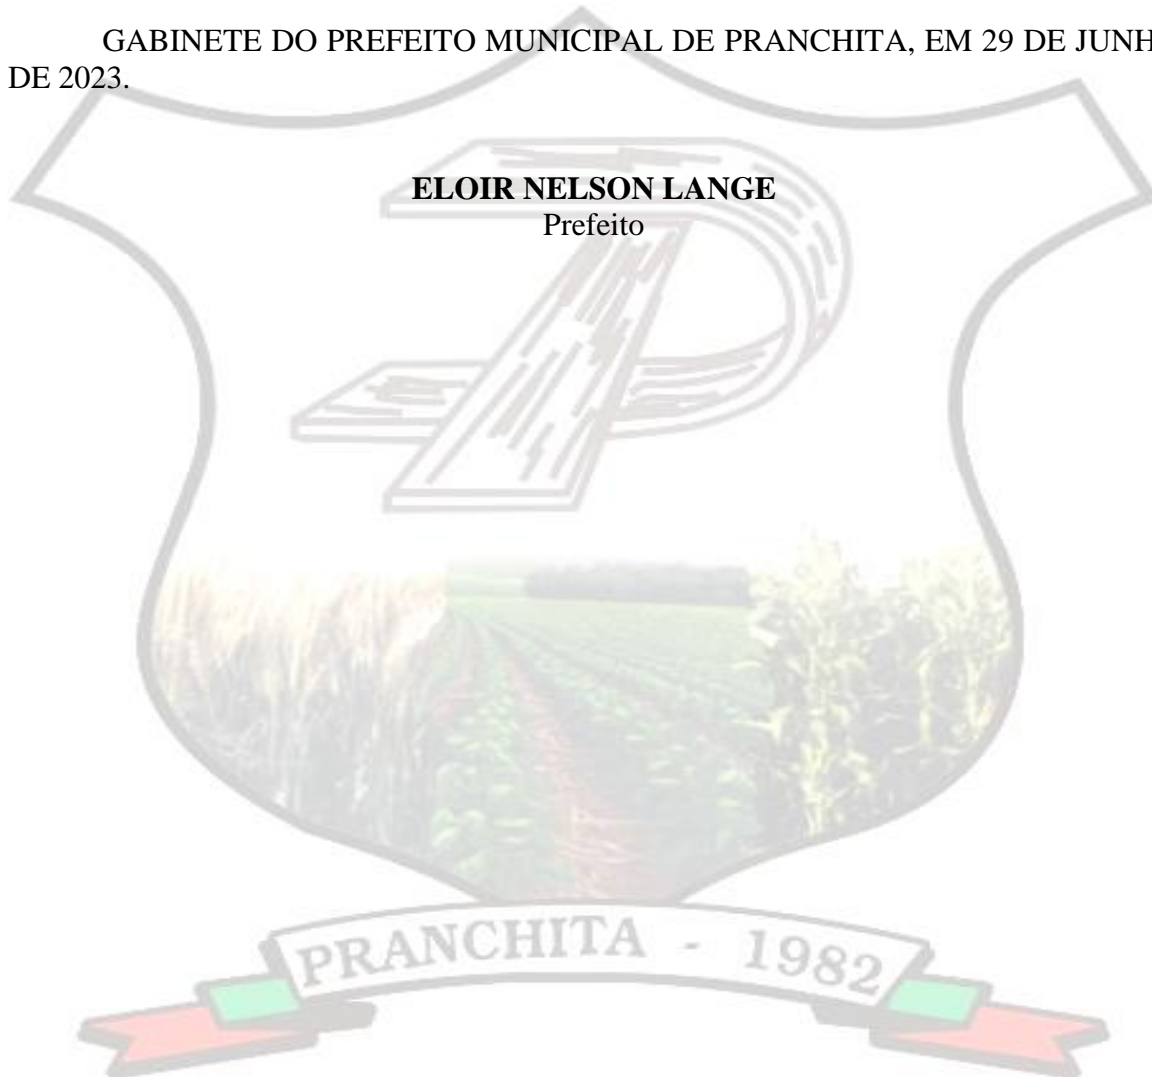 GABINETE DO PREFEITO MUNICIPAL DE PRANCHITA, EM 29 DE JUNH
DE 2023.
ELOIR NELSON LANGE
Prefeito
PRANCHITA - 1982